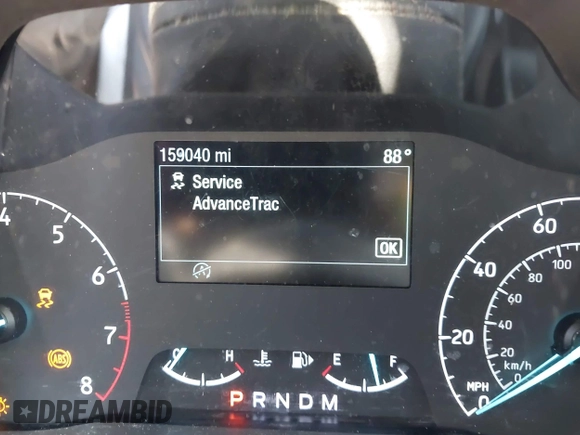 159040 mi 88°
Service
AdvanceTrac
OK
4 5 6 7 8
ABS
C H E F
P R N D M
0 20 40 60
MPH
20 40 60 80 100
km/h
DREAMBID